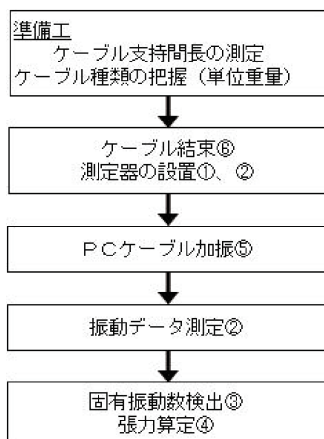 準備工
ケーブル支持間長の測定
ケーブル種類の把握(単位重量)
ケーブル結束⑥
測定器の設置①、②
PCケーブル加振⑤
振動データ測定②
固有振動数検出③
張力算定④